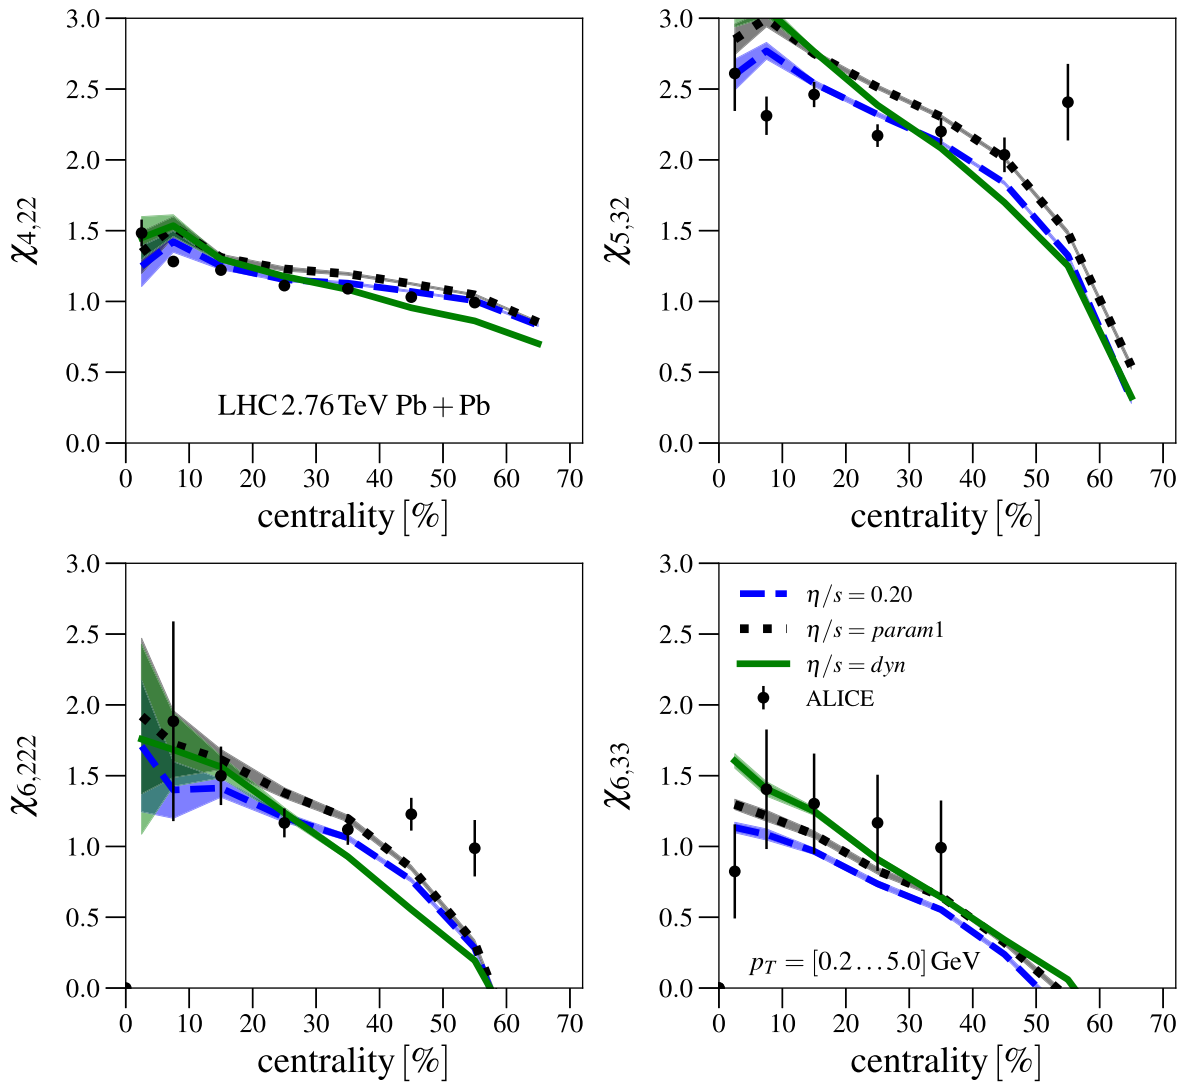 3.0
2.5
2.0
1.5
1.0
0.5
0.0
χ4,22
LHC 2.76 TeV Pb + Pb
0 10 20 30 40 50 60 70
centrality [%]
3.0
2.5
2.0
1.5
1.0
0.5
0.0
χ5,32
0 10 20 30 40 50 60 70
centrality [%]
3.0
2.5
2.0
1.5
1.0
0.5
0.0
χ6,222
0 10 20 30 40 50 60 70
centrality [%]
3.0
2.5
2.0
1.5
1.0
0.5
0.0
χ6,33
η/s = 0.20
η/s = param1
η/s = dyn
ALICE
pT = [0.2...5.0] GeV
0 10 20 30 40 50 60 70
centrality [%]